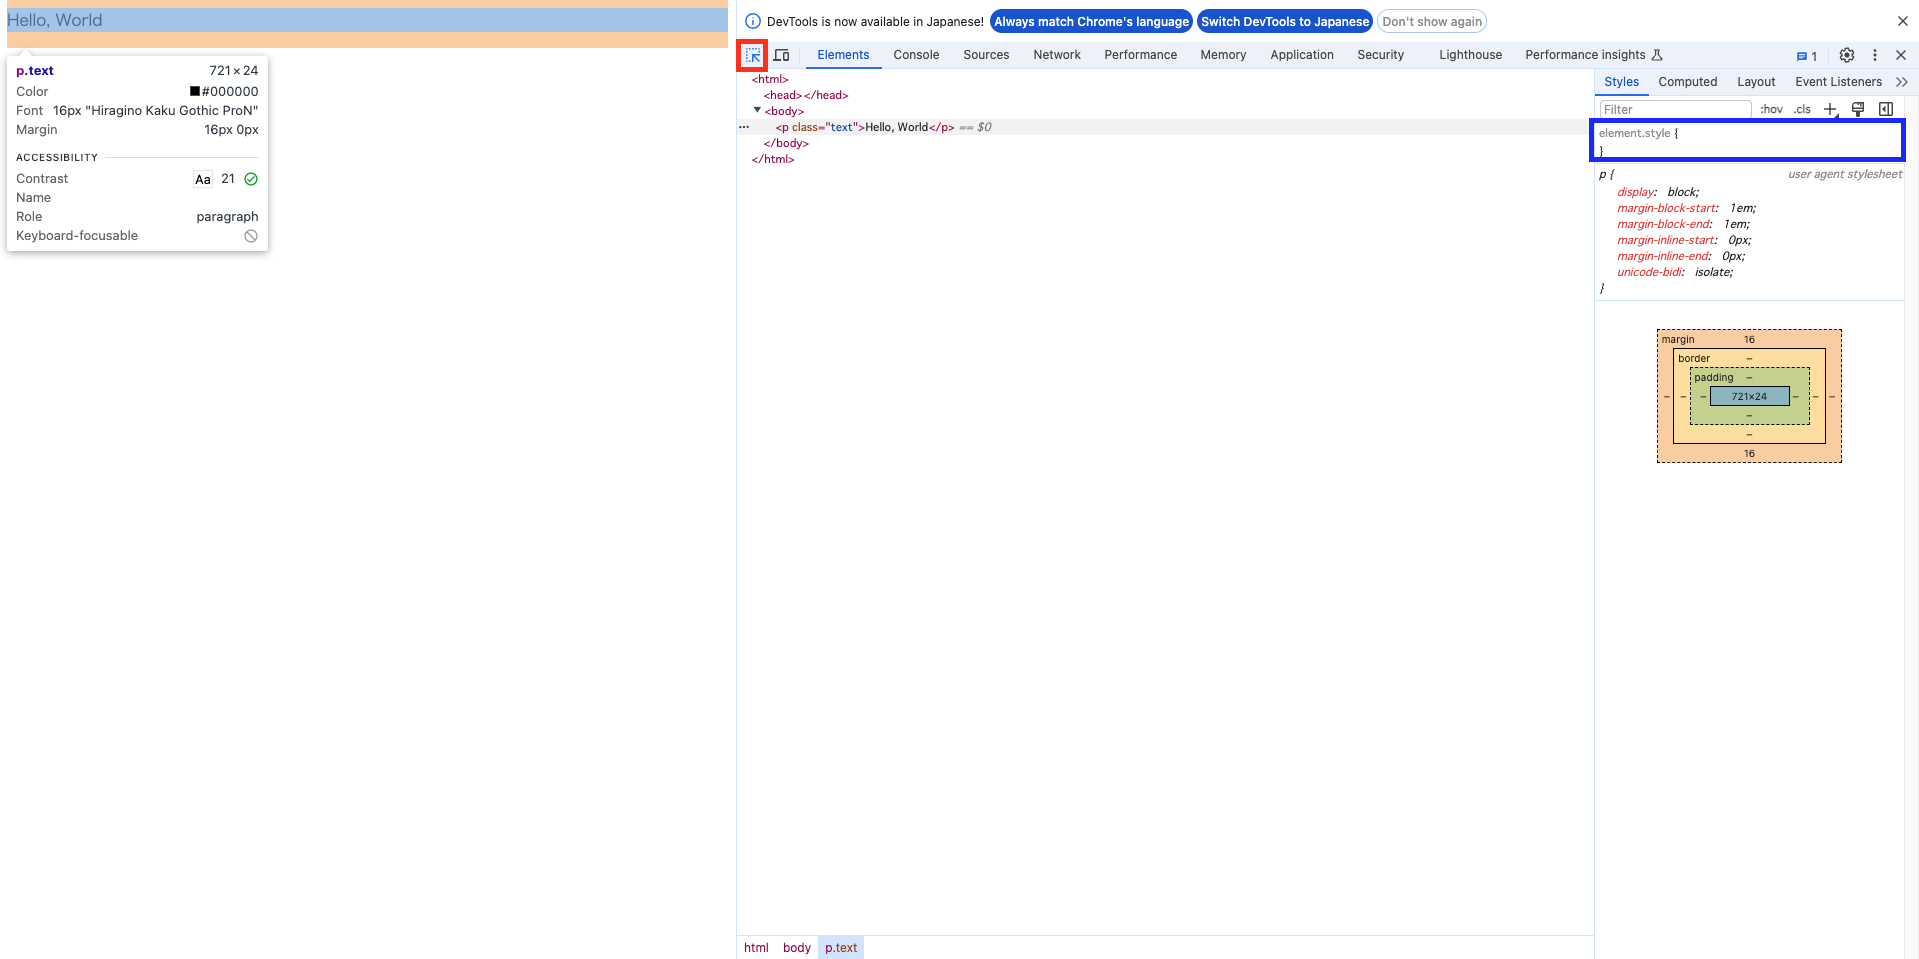 Hello, World
p.text 721 × 24
Color #000000
Font 16px "Hiragino Kaku Gothic ProN"
Margin 16px 0px
ACCESSIBILITY
Contrast Aa 21
Name
Role paragraph
Keyboard-focusable
DevTools is now available in Japanese! Always match Chrome's language Switch DevTools to Japanese Don't show again
Elements Console Sources Network Performance Memory Application Security Lighthouse Performance insights 1
<html>
<head></head>
<body>
<p class="text">Hello, World</p> == $0
</body>
</html>
html body p.text
Styles Computed Layout Event Listeners
Filter :hov .cls
element.style {
}
p { user agent stylesheet
display: block;
margin-block-start: 1em;
margin-block-end: 1em;
margin-inline-start: 0px;
margin-inline-end: 0px;
unicode-bidi: isolate;
}
margin 16
border –
padding –
– – – 721×24 – – –
–
–
16